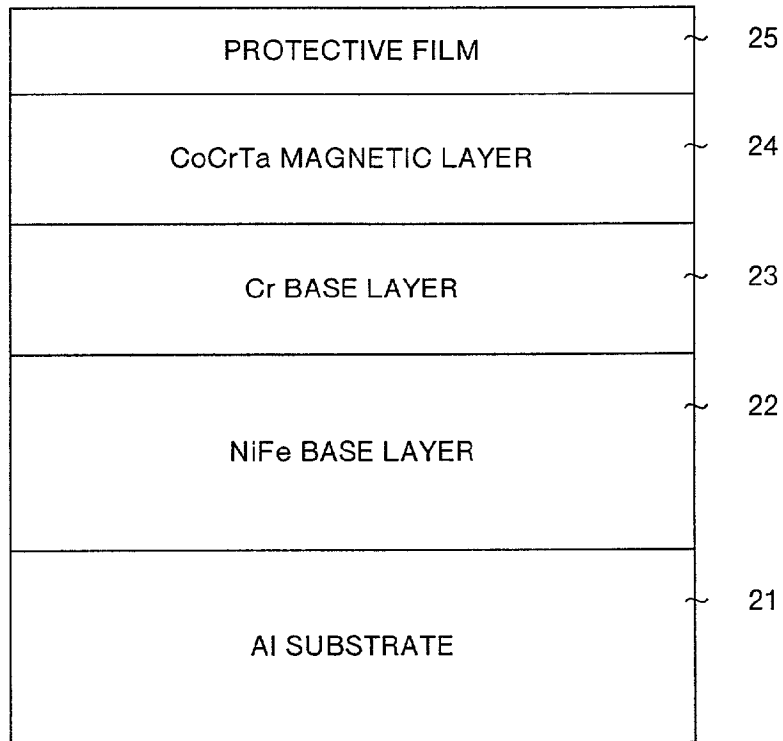 PROTECTIVE FILM 25
CoCrTa MAGNETIC LAYER 24
Cr BASE LAYER 23
NiFe BASE LAYER 22
Al SUBSTRATE 21